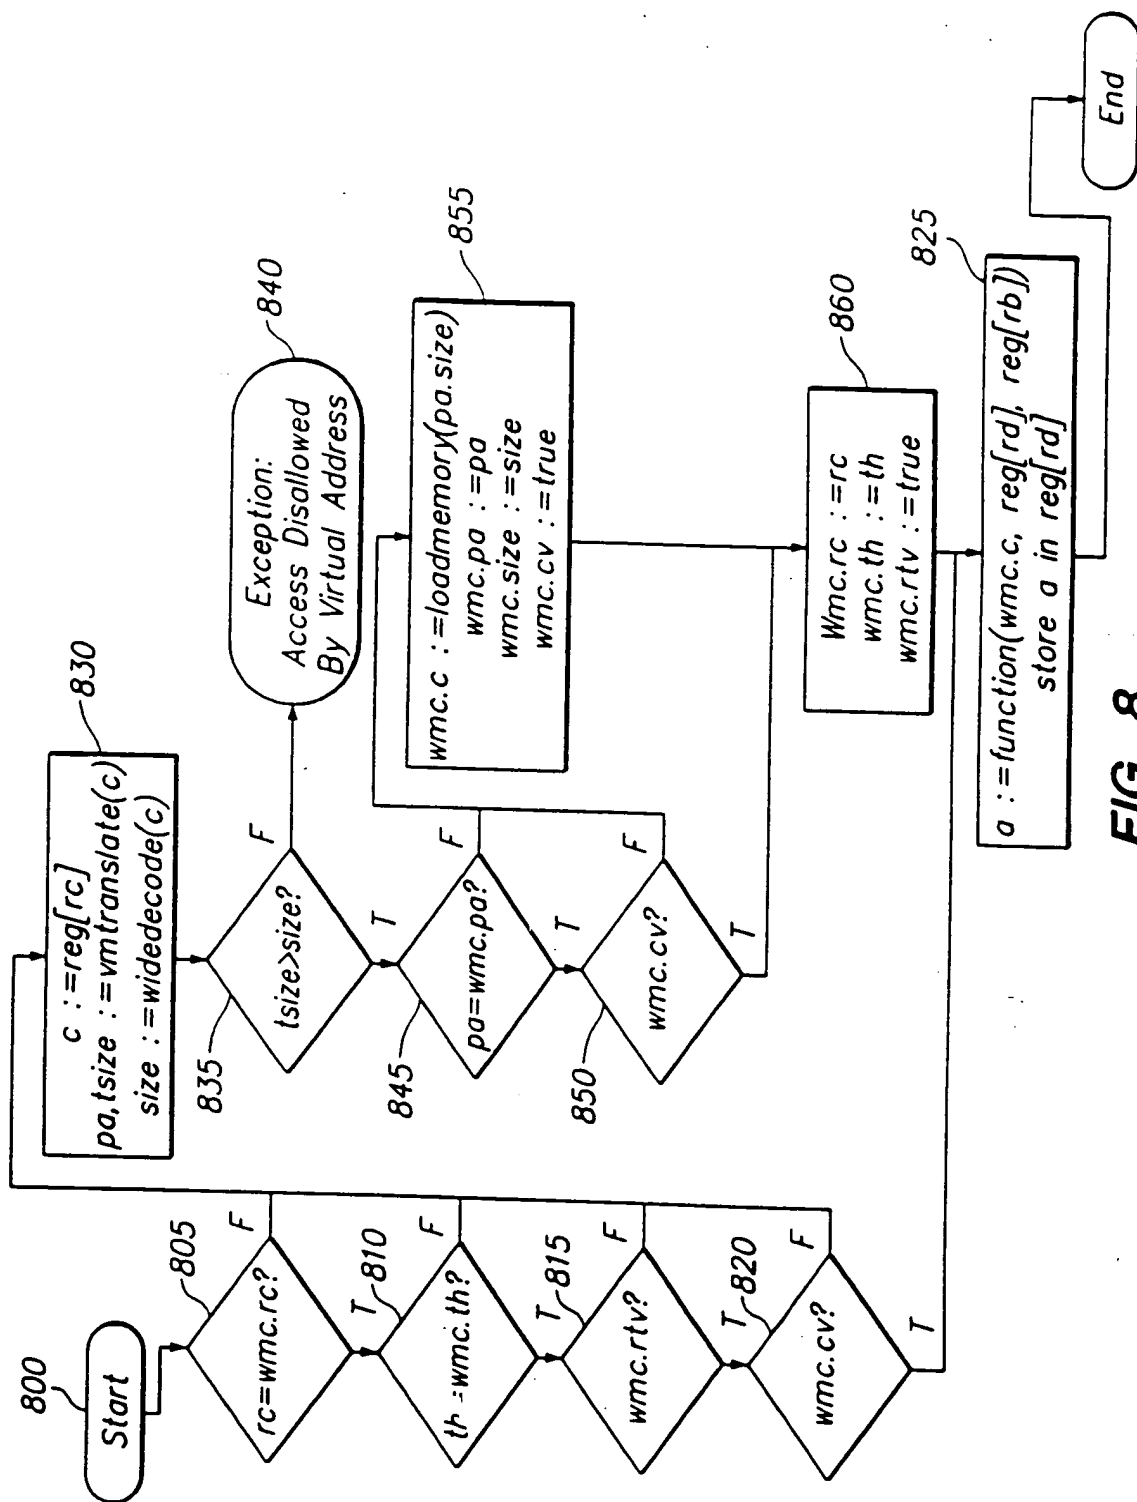 800
Start
805
rc=wmc.rc?
F
T
810
th =wmc.th?
F
T
815
wmc.rtv?
F
T
820
wmc.cv?
F
T
830
c :=reg[rc]
pa,tsize :=vmtranslate(c)
size :=widedecode(c)
835
tsize>size?
F
T
840
Exception:
Access Disallowed
By Virtual Address
845
pa=wmc.pa?
F
T
850
wmc.cv?
F
T
855
wmc.c :=loadmemory(pa.size)
wmc.pa :=pa
wmc.size :=size
wmc.cv :=true
860
Wmc.rc :=rc
wmc.th :=th
wmc.rtv :=true
825
a :=function(wmc.c, reg[rd], reg[rb])
store a in reg[rd]
End
FIG. 8